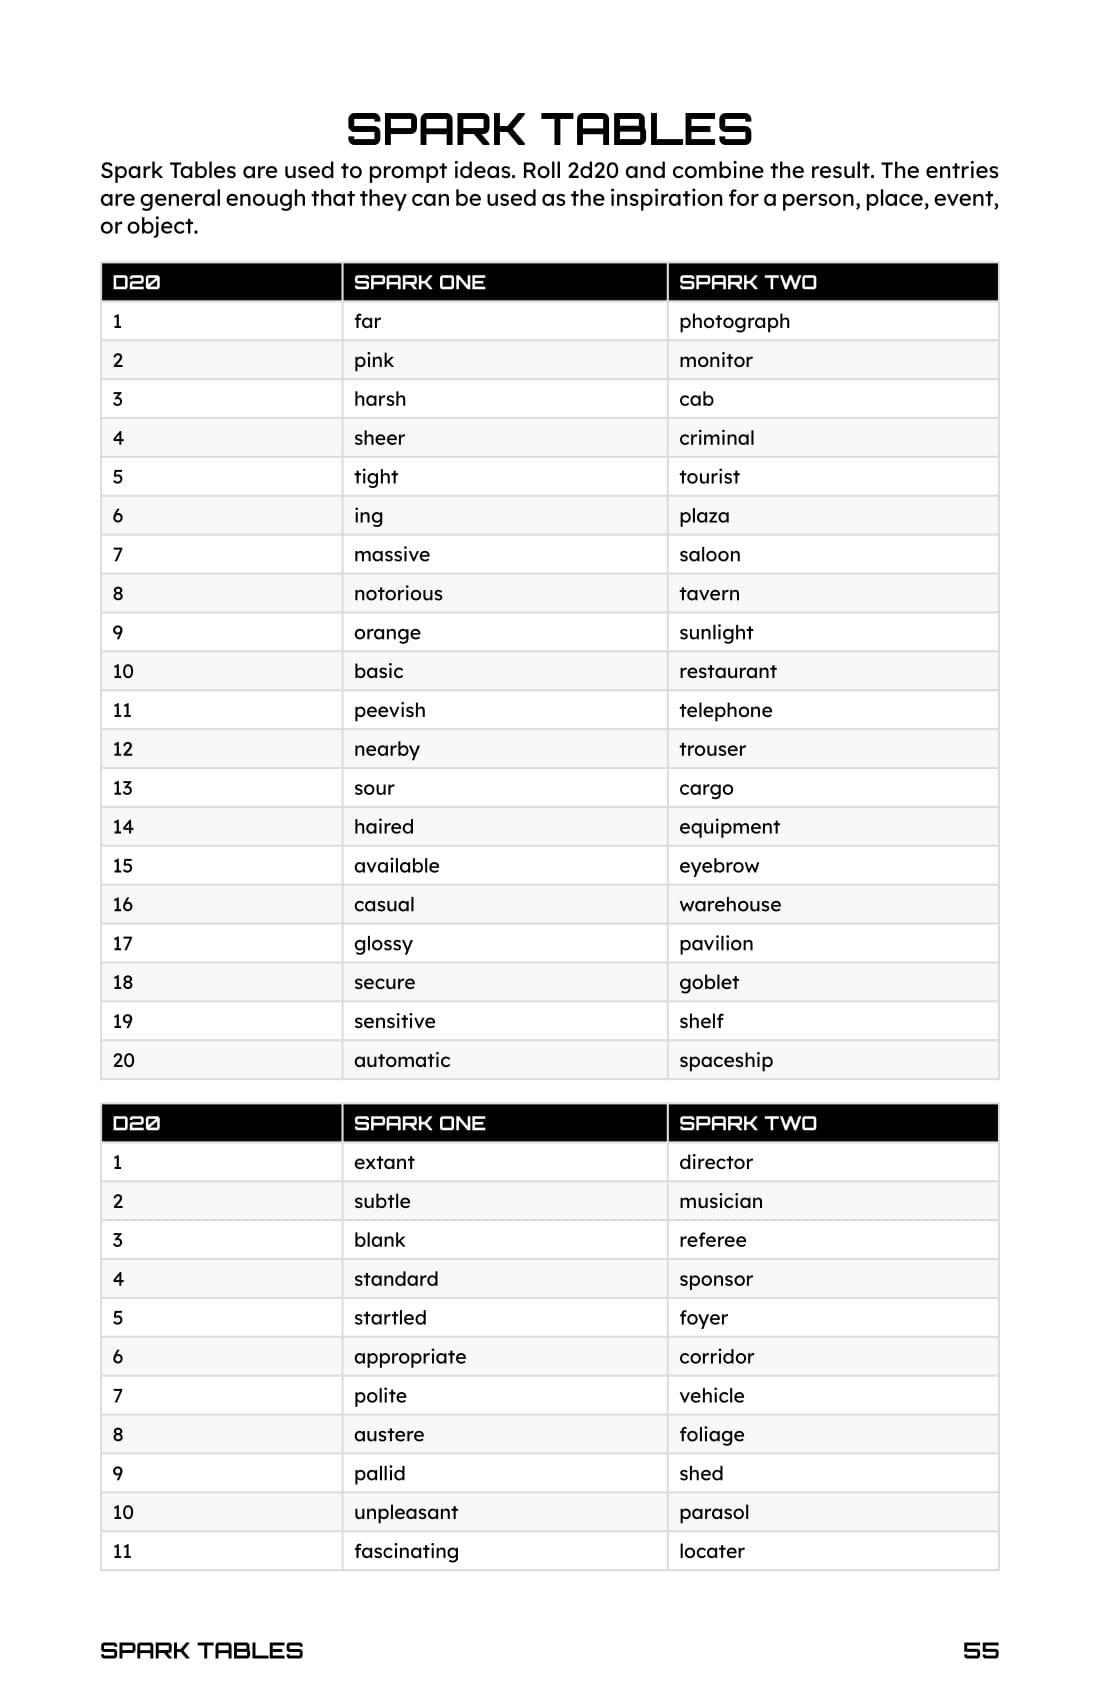 SPARK TABLES
Spark Tables are used to prompt ideas. Roll 2d20 and combine the result. The entries
are general enough that they can be used as the inspiration for a person, place, event,
or object.
D20 SPARK ONE SPARK TWO
1 far photograph
2 pink monitor
3 harsh cab
4 sheer criminal
5 tight tourist
6 ing plaza
7 massive saloon
8 notorious tavern
9 orange sunlight
10 basic restaurant
11 peevish telephone
12 nearby trouser
13 sour cargo
14 haired equipment
15 available eyebrow
16 casual warehouse
17 glossy pavilion
18 secure goblet
19 sensitive shelf
20 automatic spaceship
D20 SPARK ONE SPARK TWO
1 extant director
2 subtle musician
3 blank referee
4 standard sponsor
5 startled foyer
6 appropriate corridor
7 polite vehicle
8 austere foliage
9 pallid shed
10 unpleasant parasol
11 fascinating locater
SPARK TABLES 55